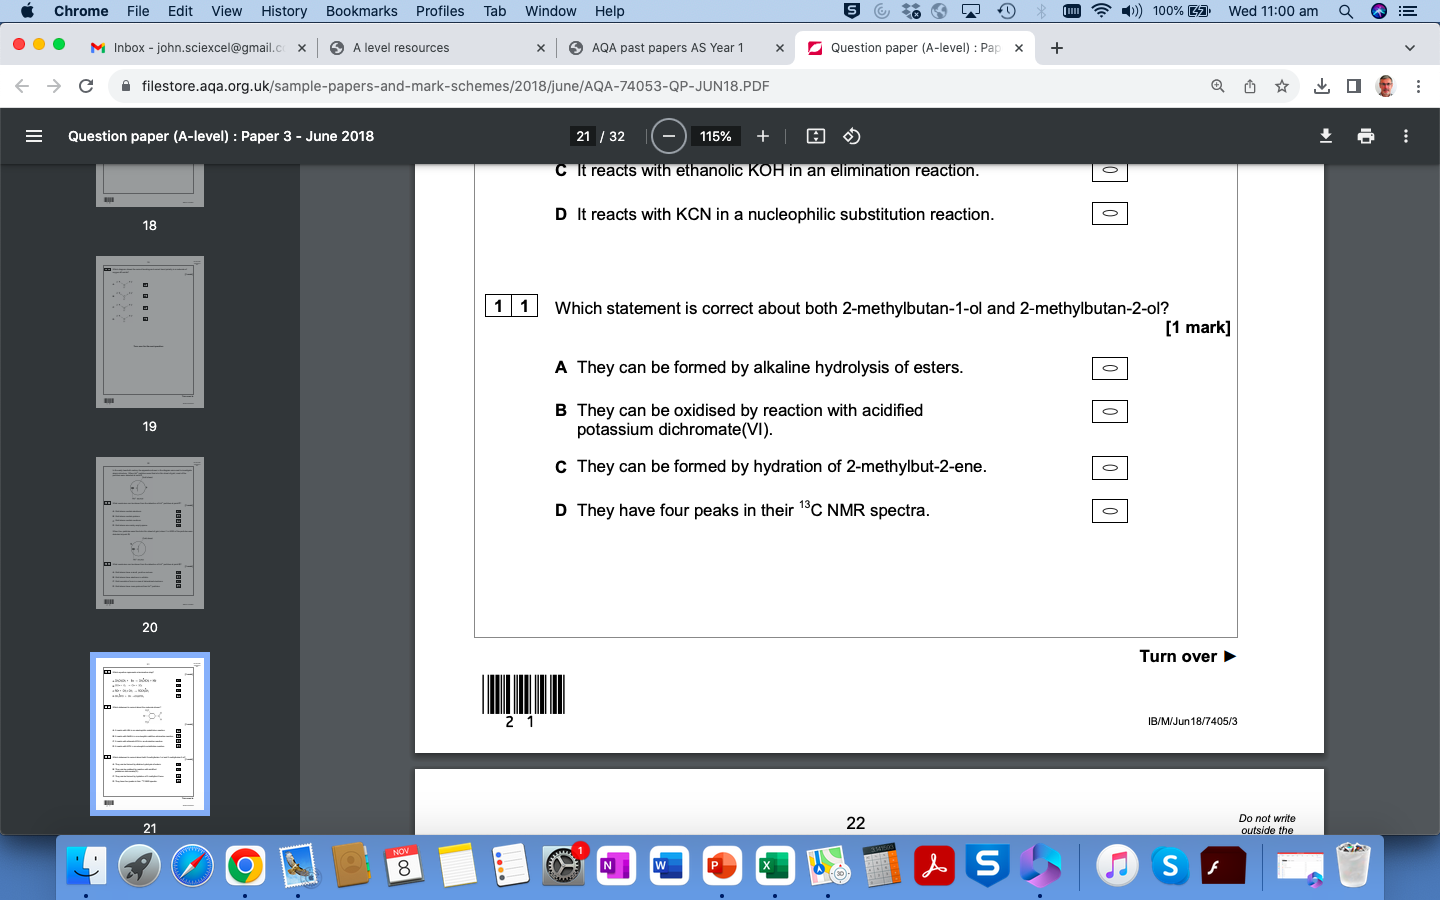 Chrome File Edit View History Bookmarks Profiles Tab Window Help 100% Wed 11:00 am
Inbox - john.sciexcel@gmail.c
A level resources
AQA past papers AS Year 1
Question paper (A-level) : Pap
filestore.aqa.org.uk/sample-papers-and-mark-schemes/2018/june/AQA-74053-QP-JUN18.PDF
Question paper (A-level) : Paper 3 - June 2018
21 / 32
115%
18
19
20
21
C It reacts with ethanolic KOH in an elimination reaction.
D It reacts with KCN in a nucleophilic substitution reaction.
1 1 Which statement is correct about both 2-methylbutan-1-ol and 2-methylbutan-2-ol?
[1 mark]
A They can be formed by alkaline hydrolysis of esters.
B They can be oxidised by reaction with acidified
potassium dichromate(VI).
C They can be formed by hydration of 2-methylbut-2-ene.
D They have four peaks in their 13C NMR spectra.
Turn over ►
2 1
IB/M/Jun18/7405/3
22
Do not write
outside the
NOV
8
1
3D